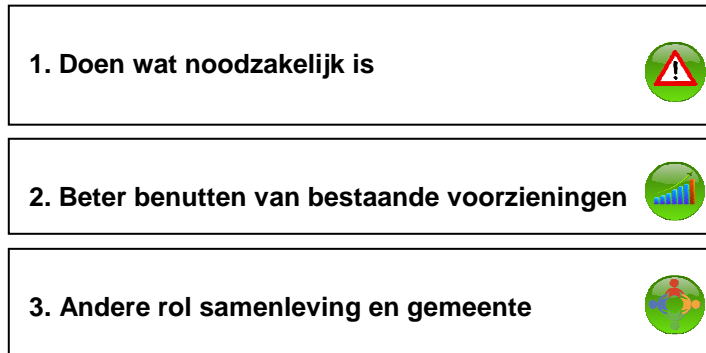 1. Doen wat noodzakelijk is
2. Beter benutten van bestaande voorzieningen
3. Andere rol samenleving en gemeente